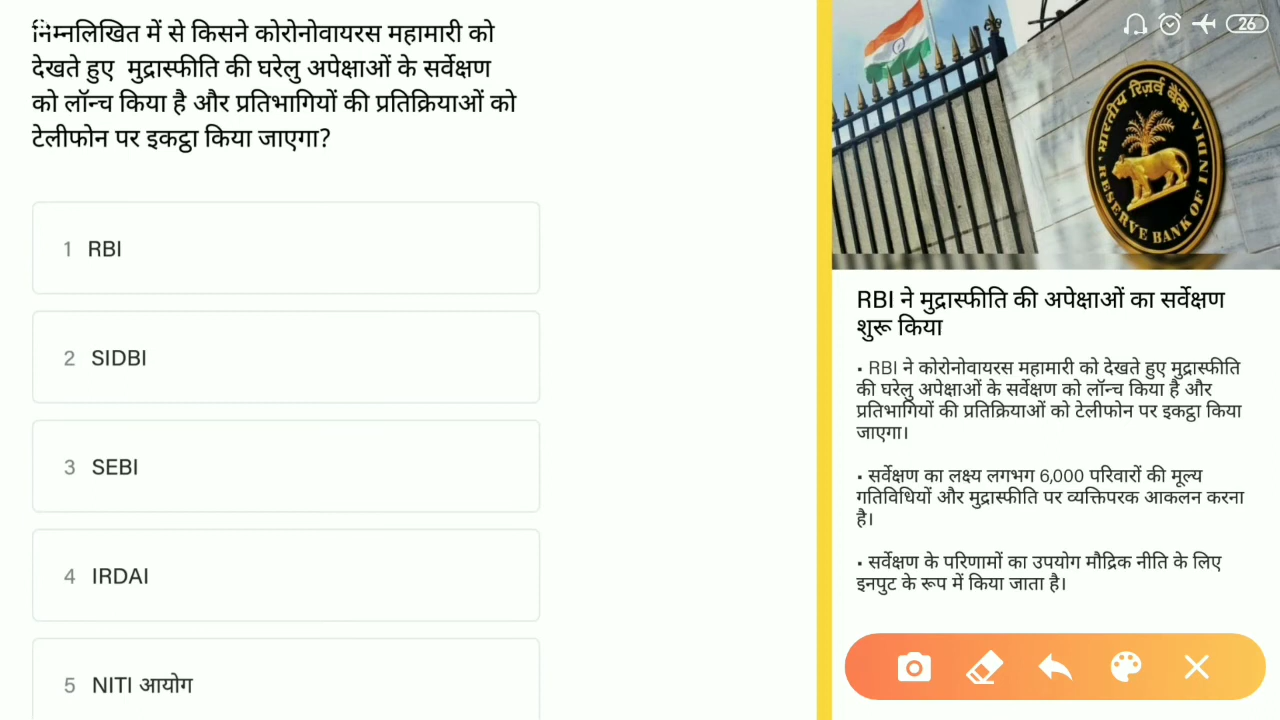 निम्नलिखित में से किसने कोरोनोवायरस महामारी को
देखते हुए मुद्रास्फीति की घरेलु अपेक्षाओं के सर्वेक्षण
को लॉन्च किया है और प्रतिभागियों की प्रतिक्रियाओं को
टेलीफोन पर इकट्ठा किया जाएगा?
1 RBI
2 SIDBI
3 SEBI
4 IRDAI
5 NITI आयोग
26
भारतीय रिज़र्व बैंक
RESERVE BANK OF INDIA
RBI ने मुद्रास्फीति की अपेक्षाओं का सर्वेक्षण
शुरू किया
• RBI ने कोरोनोवायरस महामारी को देखते हुए मुद्रास्फीति
की घरेलु अपेक्षाओं के सर्वेक्षण को लॉन्च किया है और
प्रतिभागियों की प्रतिक्रियाओं को टेलीफोन पर इकट्ठा किया
जाएगा।
• सर्वेक्षण का लक्ष्य लगभग 6,000 परिवारों की मूल्य
गतिविधियों और मुद्रास्फीति पर व्यक्तिपरक आकलन करना
है।
• सर्वेक्षण के परिणामों का उपयोग मौद्रिक नीति के लिए
इनपुट के रूप में किया जाता है।